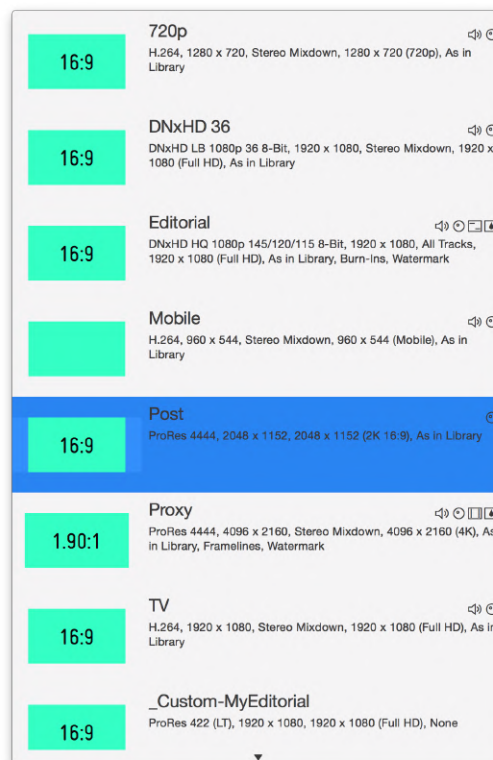 720p
16:9
H.264, 1280 x 720, Stereo Mixdown, 1280 x 720 (720p), As in
Library
DNxHD 36
16:9
DNxHD LB 1080p 36 8-Bit, 1920 x 1080, Stereo Mixdown, 1920 x
1080 (Full HD), As in Library
Editorial
16:9
DNxHD HQ 1080p 145/120/115 8-Bit, 1920 x 1080, All Tracks,
1920 x 1080 (Full HD), As in Library, Burn-Ins, Watermark
Mobile
H.264, 960 x 544, Stereo Mixdown, 960 x 544 (Mobile), As in
Library
Post
16:9
ProRes 4444, 2048 x 1152, 2048 x 1152 (2K 16:9), As in Library
Proxy
1.90:1
ProRes 4444, 4096 x 2160, Stereo Mixdown, 4096 x 2160 (4K), As
in Library, Framelines, Watermark
TV
16:9
H.264, 1920 x 1080, Stereo Mixdown, 1920 x 1080 (Full HD), As in
Library
_Custom-MyEditorial
16:9
ProRes 422 (LT), 1920 x 1080, 1920 x 1080 (Full HD), None